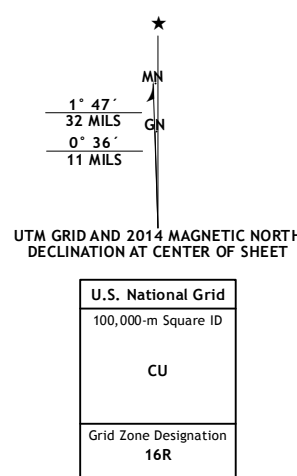 ★
MN
1° 47´
32 MILS
GN
0° 36´
11 MILS
UTM GRID AND 2014 MAGNETIC NORTH
DECLINATION AT CENTER OF SHEET
U.S. National Grid
100,000-m Square ID
CU
Grid Zone Designation
16R